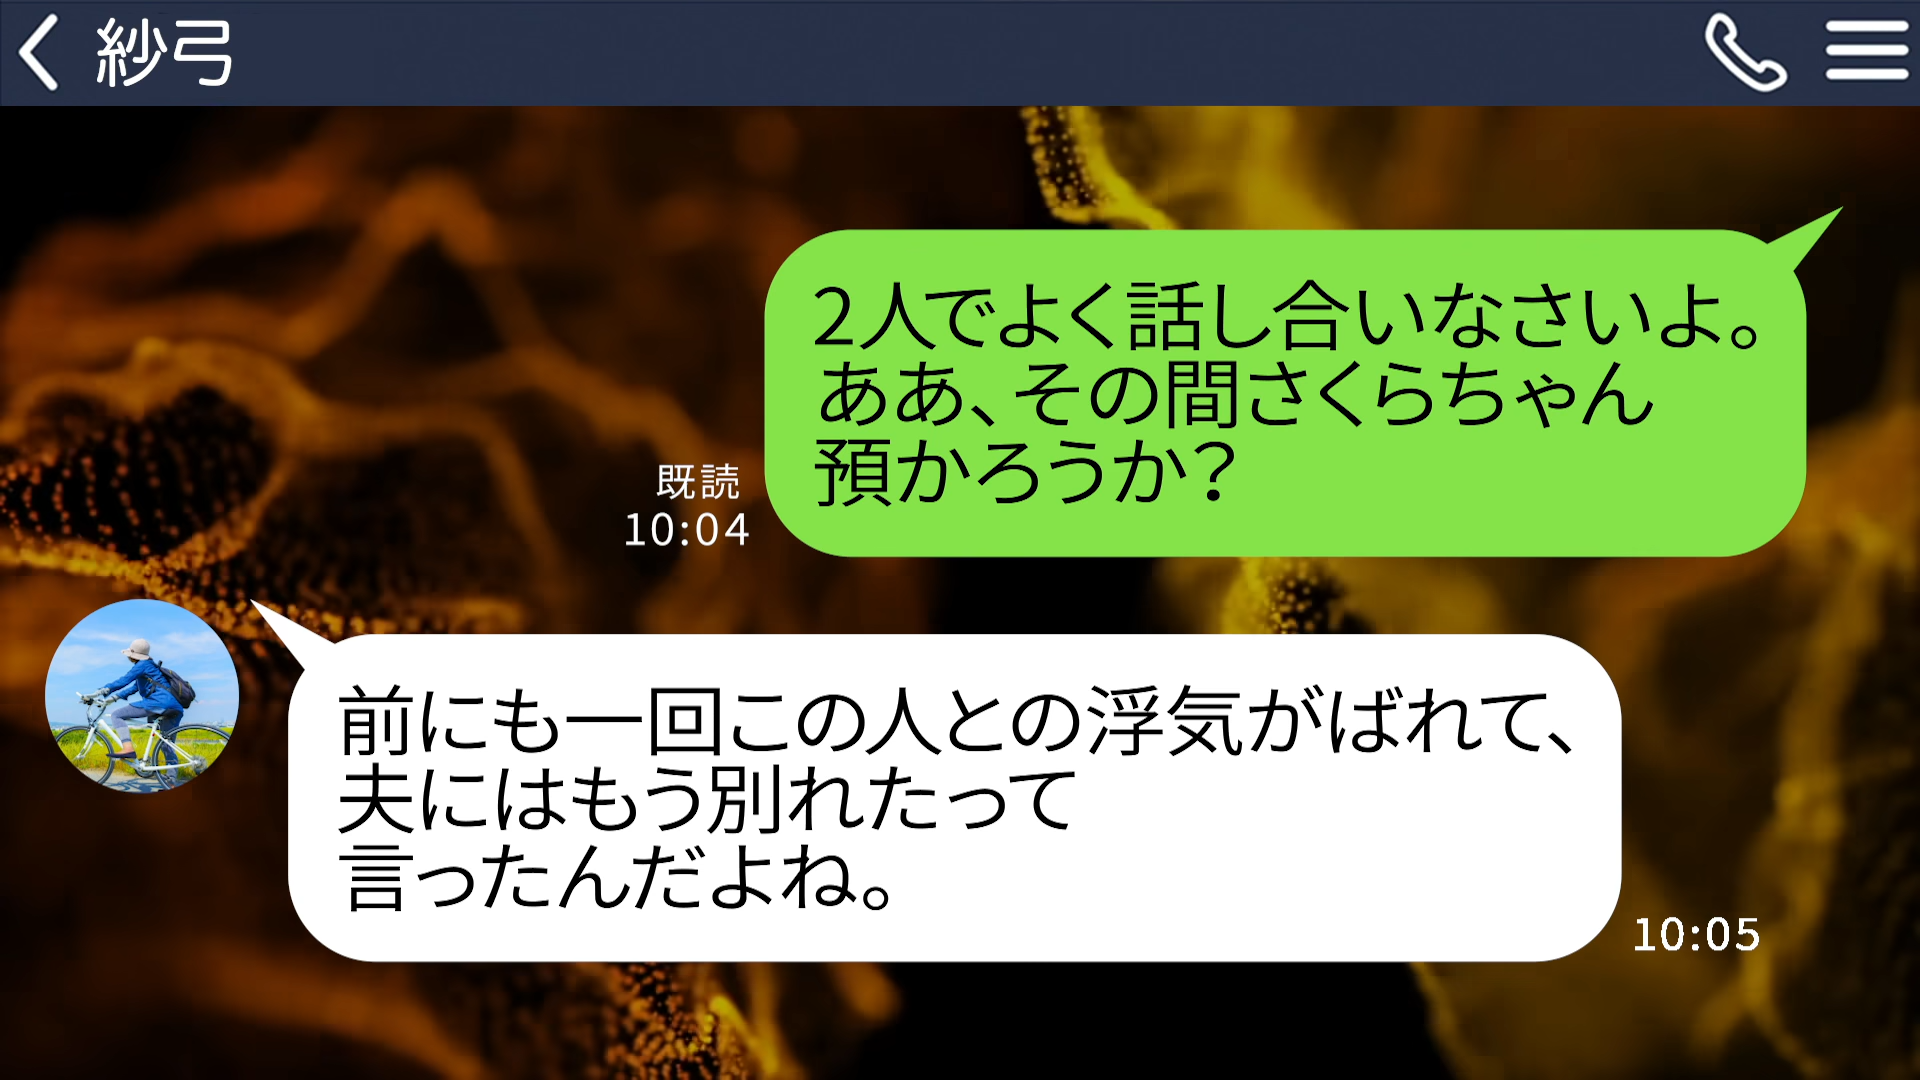 紗弓
2人でよく話し合いなさいよ。
ああ、その間さくらちゃん
預かろうか？
既読
10:04
前にも一回この人との浮気がばれて、
夫にはもう別れたって
言ったんだよね。
10:05